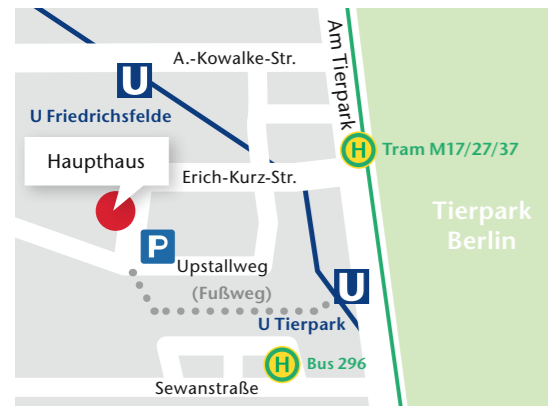 A.-Kowalke-Str.
Am Tierpark
U
U Friedrichsfelde
Haupthaus
H
Tram M17/27/37
Erich-Kurz-Str.
Tierpark
Berlin
P
Upstallweg
(Fußweg)
U
U Tierpark
H
Bus 296
Sewanstraße